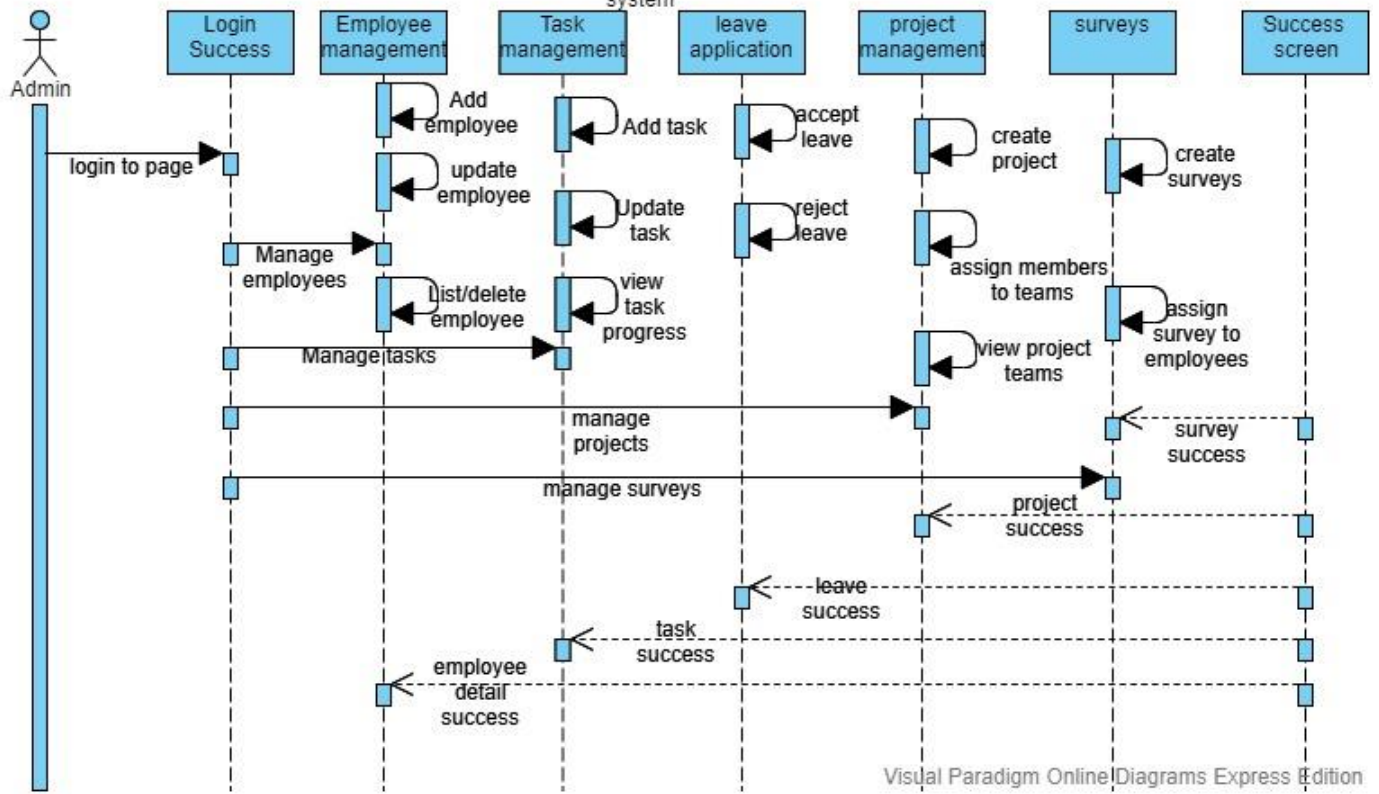 system
Login
Success
Employee
management
Task
management
leave
application
project
management
surveys
Success
screen
Admin
Add
employee
Add task
accept
leave
create
project
create
surveys
login to page
update
employee
Update
task
reject
leave
assign members
to teams
Manage
employees
List/delete
employee
view
task
progress
assign
survey to
employees
view project
teams
Manage tasks
manage
projects
survey
success
manage surveys
project
success
leave
success
task
success
employee
detail
success
Visual Paradigm Online Diagrams Express Edition